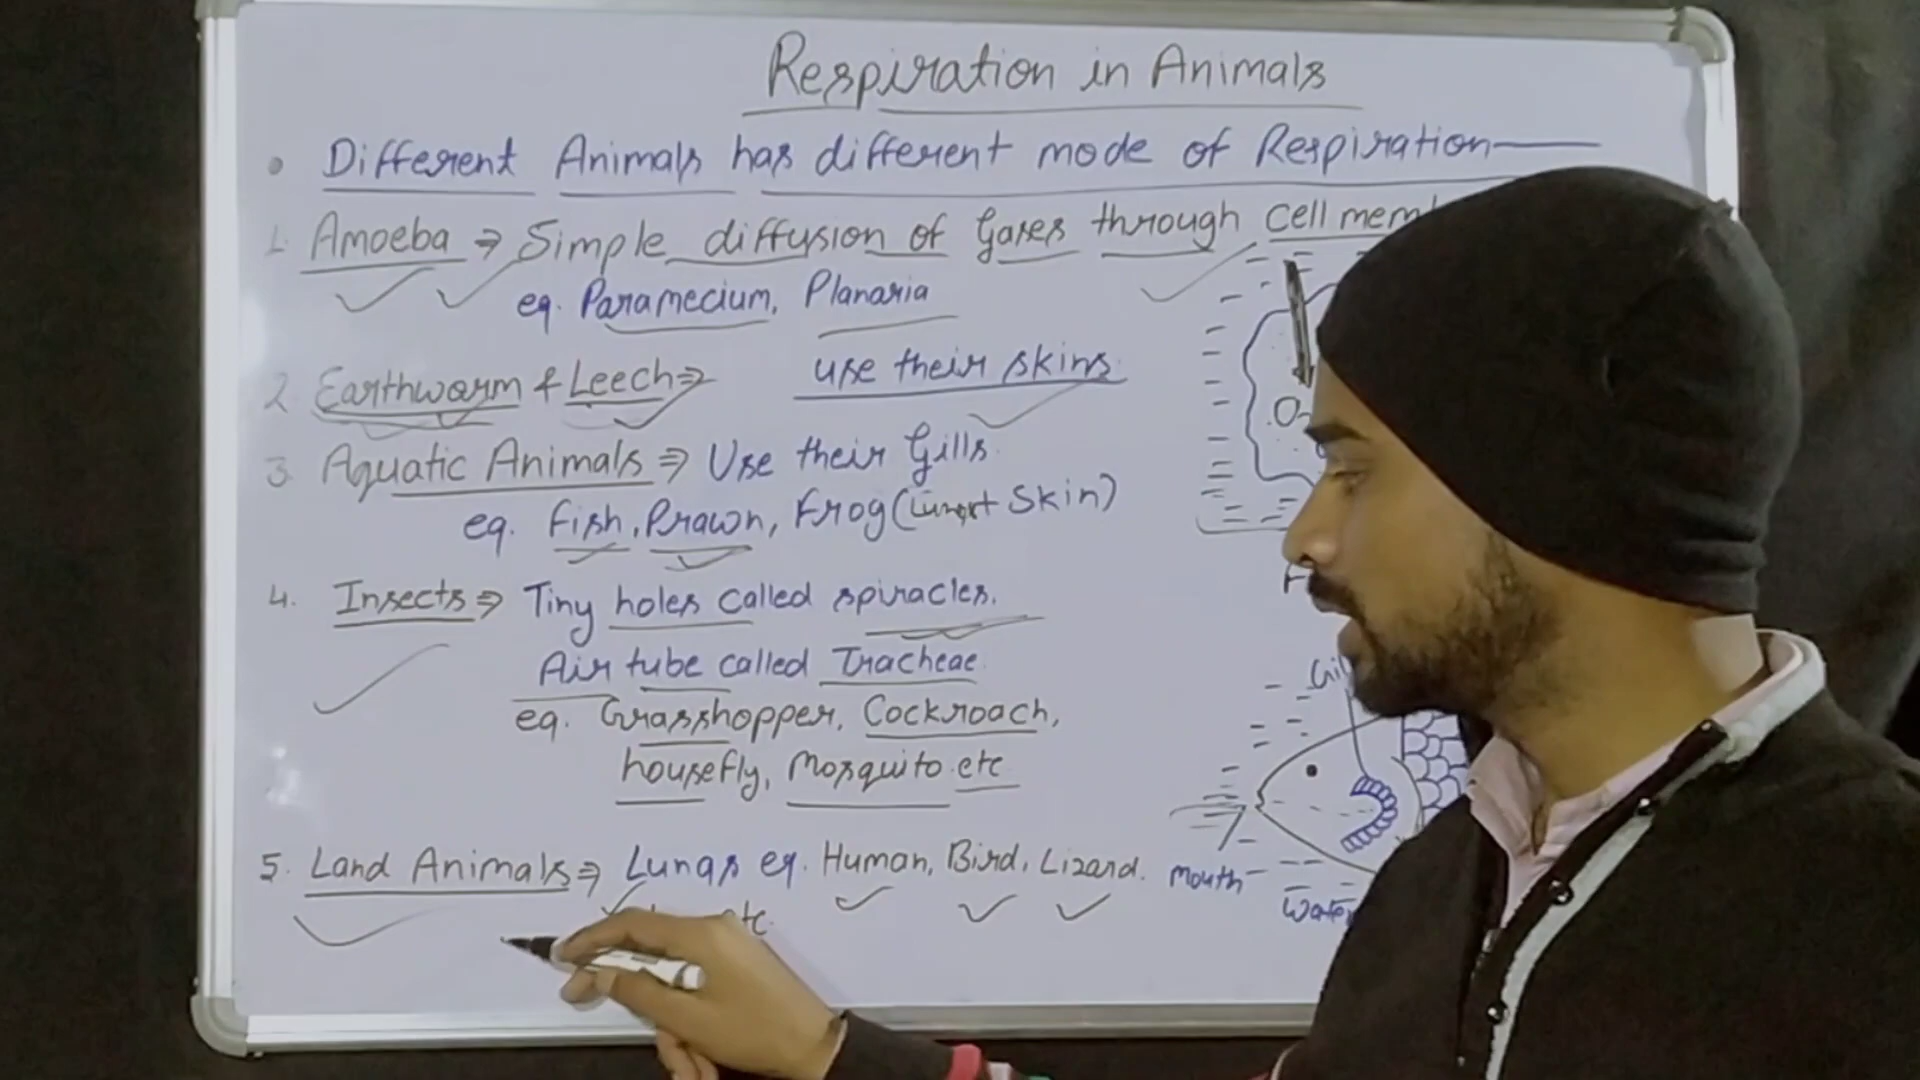 Respiration in Animals
• Different Animals has different mode of Respiration
1. Amoeba ⇒ Simple diffusion of Gases through cell
eg. Paramecium, Planaria
2. Earthworm & Leech ⇒ use their skins.
3. Aquatic Animals ⇒ Use their Gills.
eg. Fish, Prawn, Frog (Lungs+ Skin)
4. Insects ⇒ Tiny holes called spiracles.
Air tube called Tracheae
eg. Grasshopper, Cockroach,
housefly, Mosquito etc
5. Land Animals ⇒ Lungs eg. Human, Bird, Lizard.
etc.
Mouth
Water